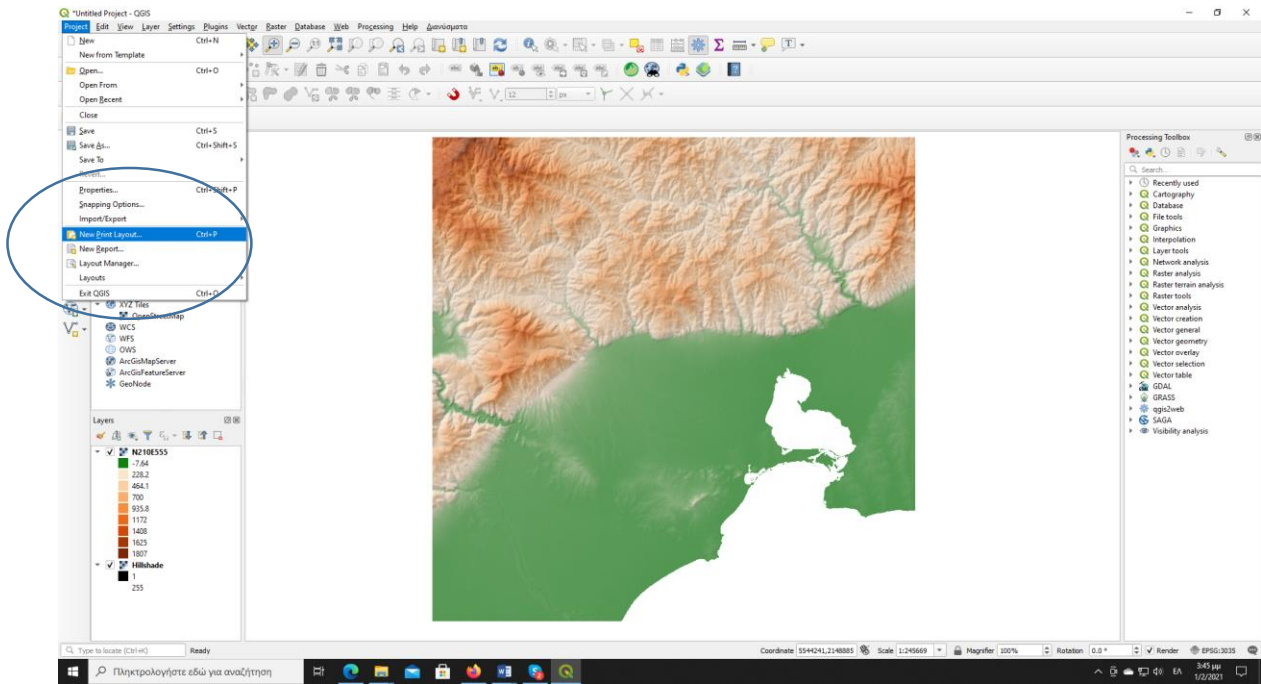 *Untitled Project - QGIS
Project Edit View Layer Settings Plugins Vector Raster Database Web Processing Help Διανύσματα
New Ctrl+N
New from Template
Open... Ctrl+O
Open From
Open Recent
Close
Save Ctrl+S
Save As... Ctrl+Shift+S
Save To
Revert...
Properties... Ctrl+Shift+P
Snapping Options...
Import/Export
New Print Layout... Ctrl+P
New Report...
Layout Manager...
Layouts
Exit QGIS Ctrl+Q
12 px
XYZ Tiles
OpenStreetMap
WCS
WFS
OWS
ArcGisMapServer
ArcGisFeatureServer
GeoNode
Layers
N210E555
-7.64
228.2
464.1
700
935.8
1172
1408
1625
1807
Hillshade
1
255
Processing Toolbox
Search...
Recently used
Cartography
Database
File tools
Graphics
Interpolation
Layer tools
Network analysis
Raster analysis
Raster terrain analysis
Raster tools
Vector analysis
Vector creation
Vector general
Vector geometry
Vector overlay
Vector selection
Vector table
GDAL
GRASS
qgis2web
SAGA
Visibility analysis
Type to locate (Ctrl+K) Ready Coordinate 5544241,2148885 Scale 1:245669 Magnifier 100% Rotation 0.0 ° Render EPSG:3035
Πληκτρολογήστε εδώ για αναζήτηση
ΕΛ 3:45 μμ
1/2/2021